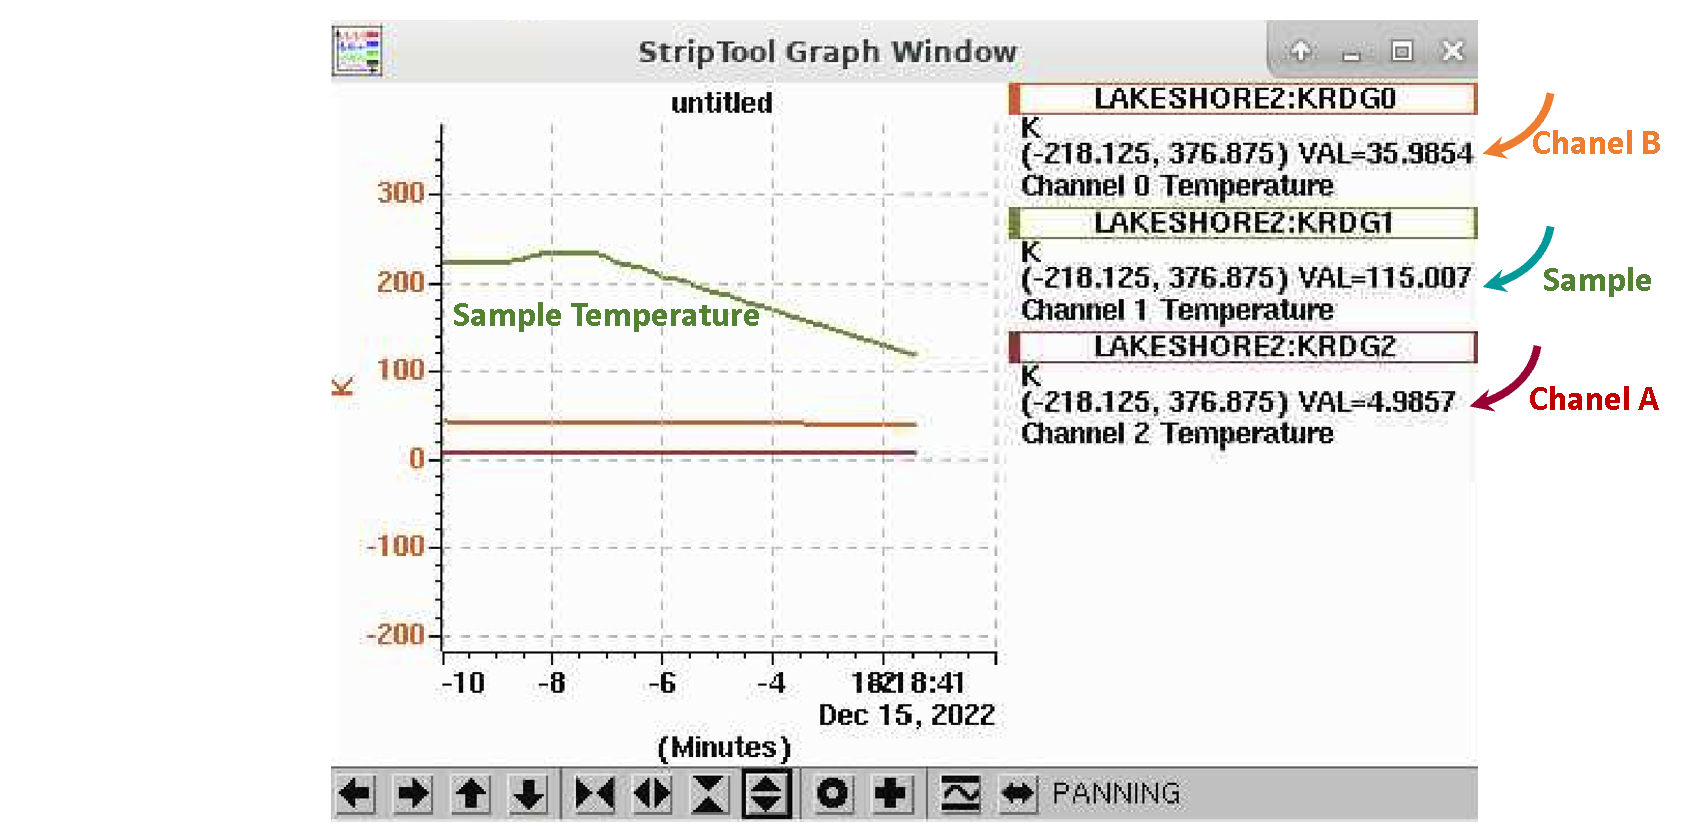 StripTool Graph Window
untitled
LAKESHORE2:KRDG0
K
(-218.125, 376.875) VAL=35.9854
Channel 0 Temperature
Chanel B
LAKESHORE2:KRDG1
K
(-218.125, 376.875) VAL=115.007
Channel 1 Temperature
Sample
LAKESHORE2:KRDG2
K
(-218.125, 376.875) VAL=4.9857
Channel 2 Temperature
Chanel A
300
200
100
0
-100
-200
K
Sample Temperature
-10 -8 -6 -4
Dec 15, 2022
(Minutes)
PANNING